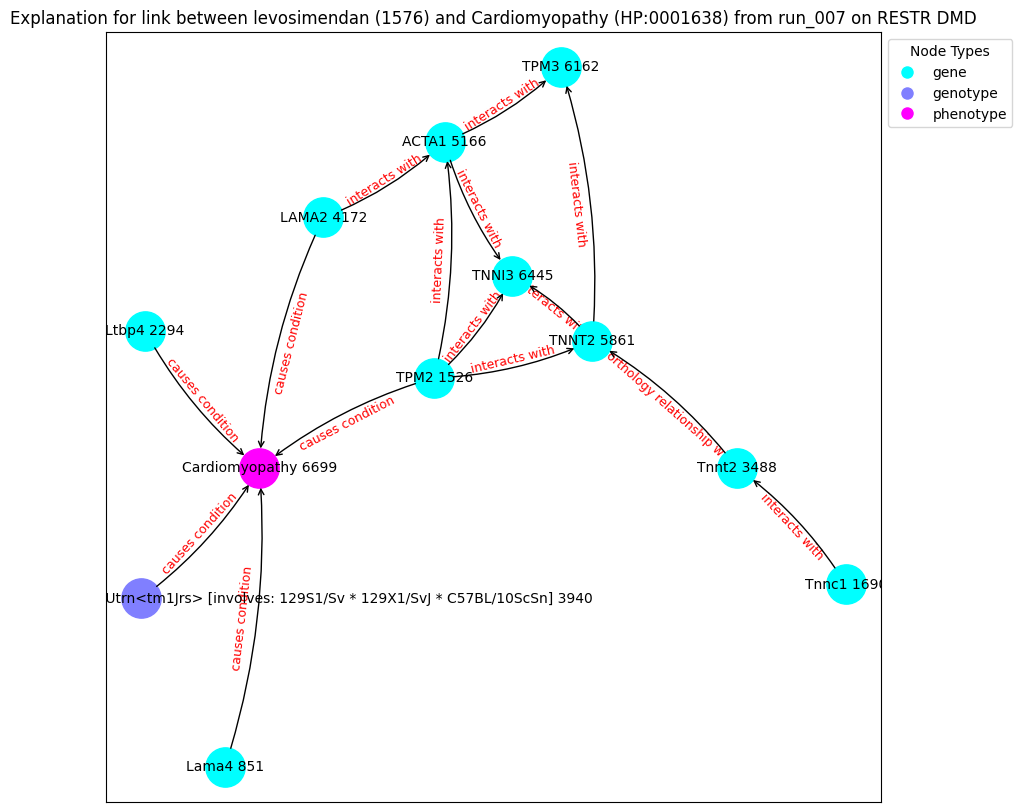 Explanation for link between levosimendan (1576) and Cardiomyopathy (HP:0001638) from run_007 on RESTR DMD
Node Types
gene
genotype
phenotype
TPM3 6162
interacts with
ACTA1 5166
interacts with
interacts with
interacts with
LAMA2 4172
interacts with
TNNI3 6445
causes condition
interacts with
Ltbp4 2294
TNNT2 5861
interacts with
TPM2 1526
causes condition
orthology relationship w
causes condition
Cardiomyopathy 6699
Tnnt2 3488
causes condition
interacts with
Tnnc1
Utrn<tm1Jrs> [involves: 129S1/Sv * 129X1/SvJ * C57BL/10ScSn] 3940
causes condition
Lama4 851